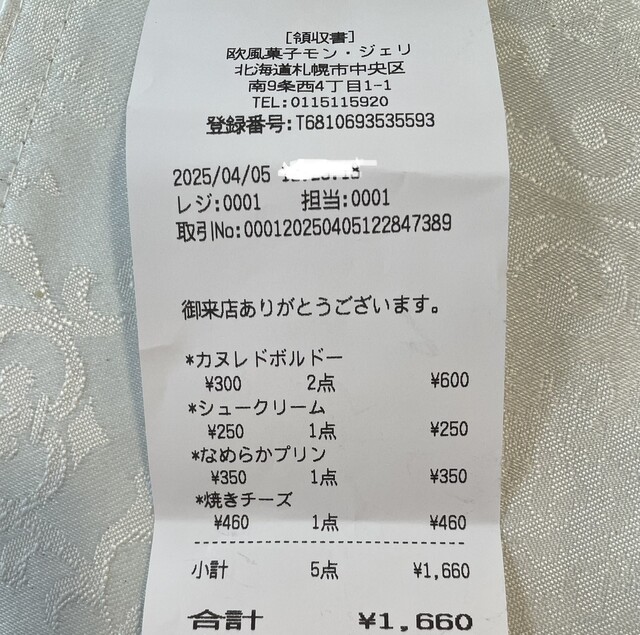 [領収書]
欧風菓子モン・ジェリ
北海道札幌市中央区
南9条西4丁目1-1
TEL:0115115920
登録番号:T6810693535593
2025/04/05
レジ:0001 担当:0001
取引No:000120250405122847389
御来店ありがとうございます。
*カヌレドボルドー
¥300 2点 ¥600
*シュークリーム
¥250 1点 ¥250
*なめらかプリン
¥350 1点 ¥350
*焼きチーズ
¥460 1点 ¥460
小計 5点 ¥1,660
合計 ¥1,660